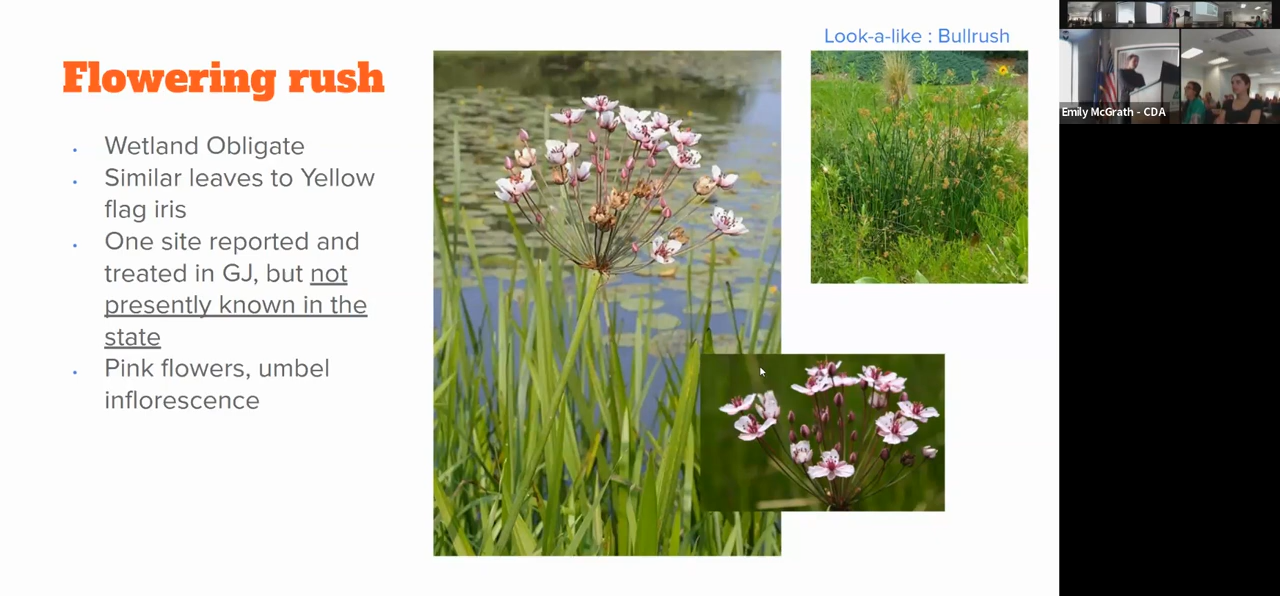 Flowering rush
Wetland Obligate
Similar leaves to Yellow
flag iris
One site reported and
treated in GJ, but not
presently known in the
state
Pink flowers, umbel
inflorescence
Look-a-like : Bullrush
Emily McGrath - CDA